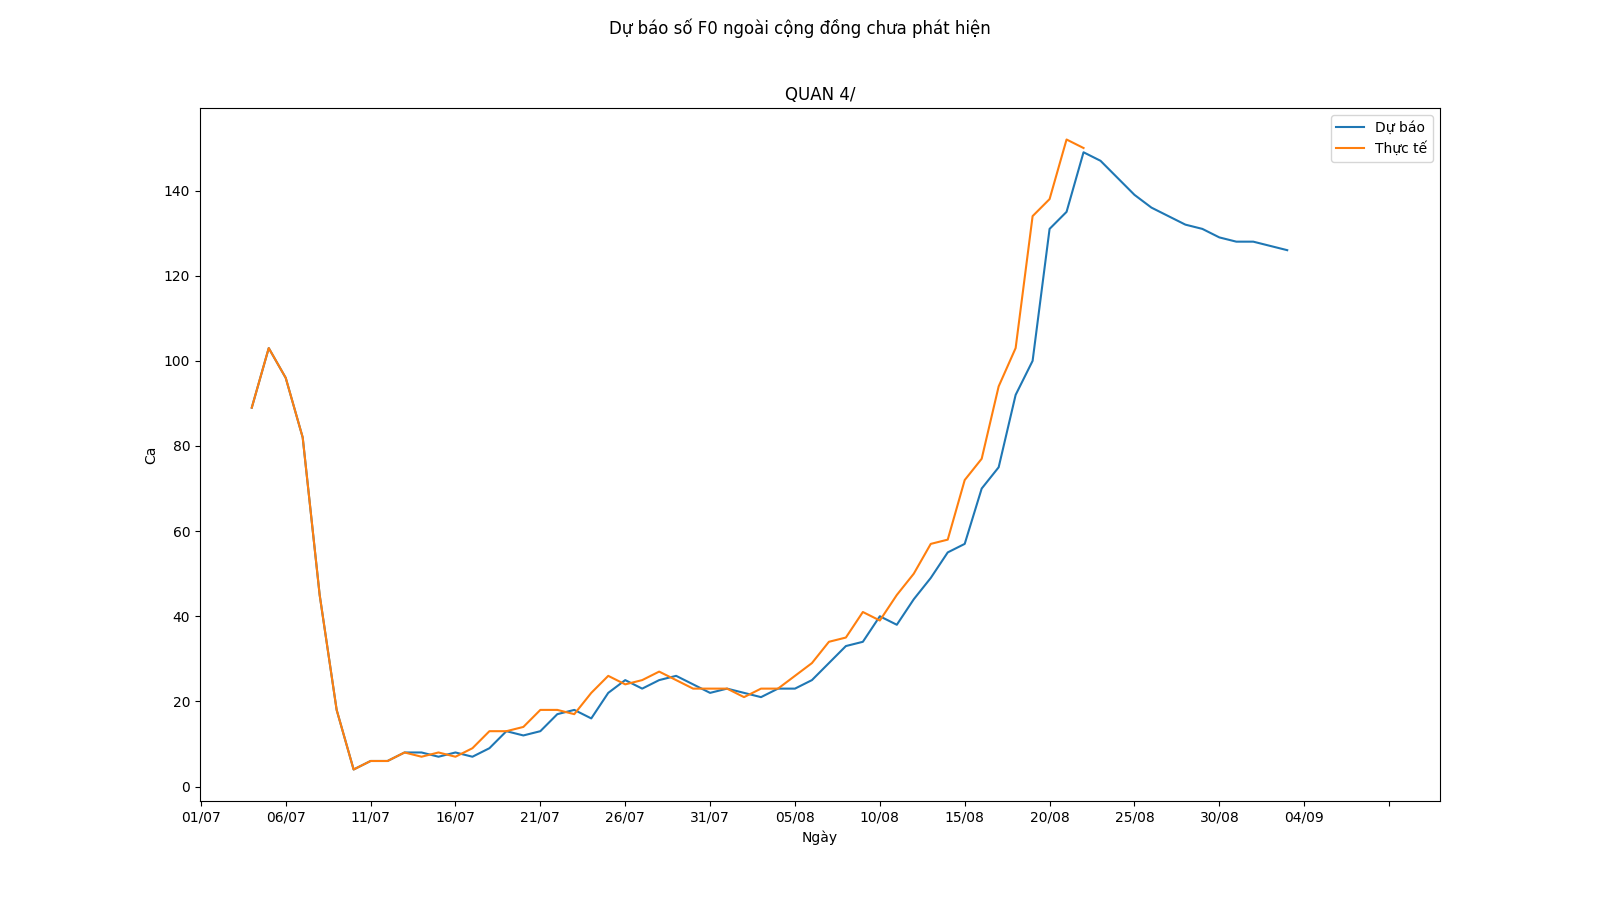 Dự báo số F0 ngoài cộng đồng chưa phát hiện
QUAN 4/
Dự báo
Thực tế
140
120
100
80
60
40
20
0
Ca
01/07 06/07 11/07 16/07 21/07 26/07 31/07 05/08 10/08 15/08 20/08 25/08 30/08 04/09
Ngày